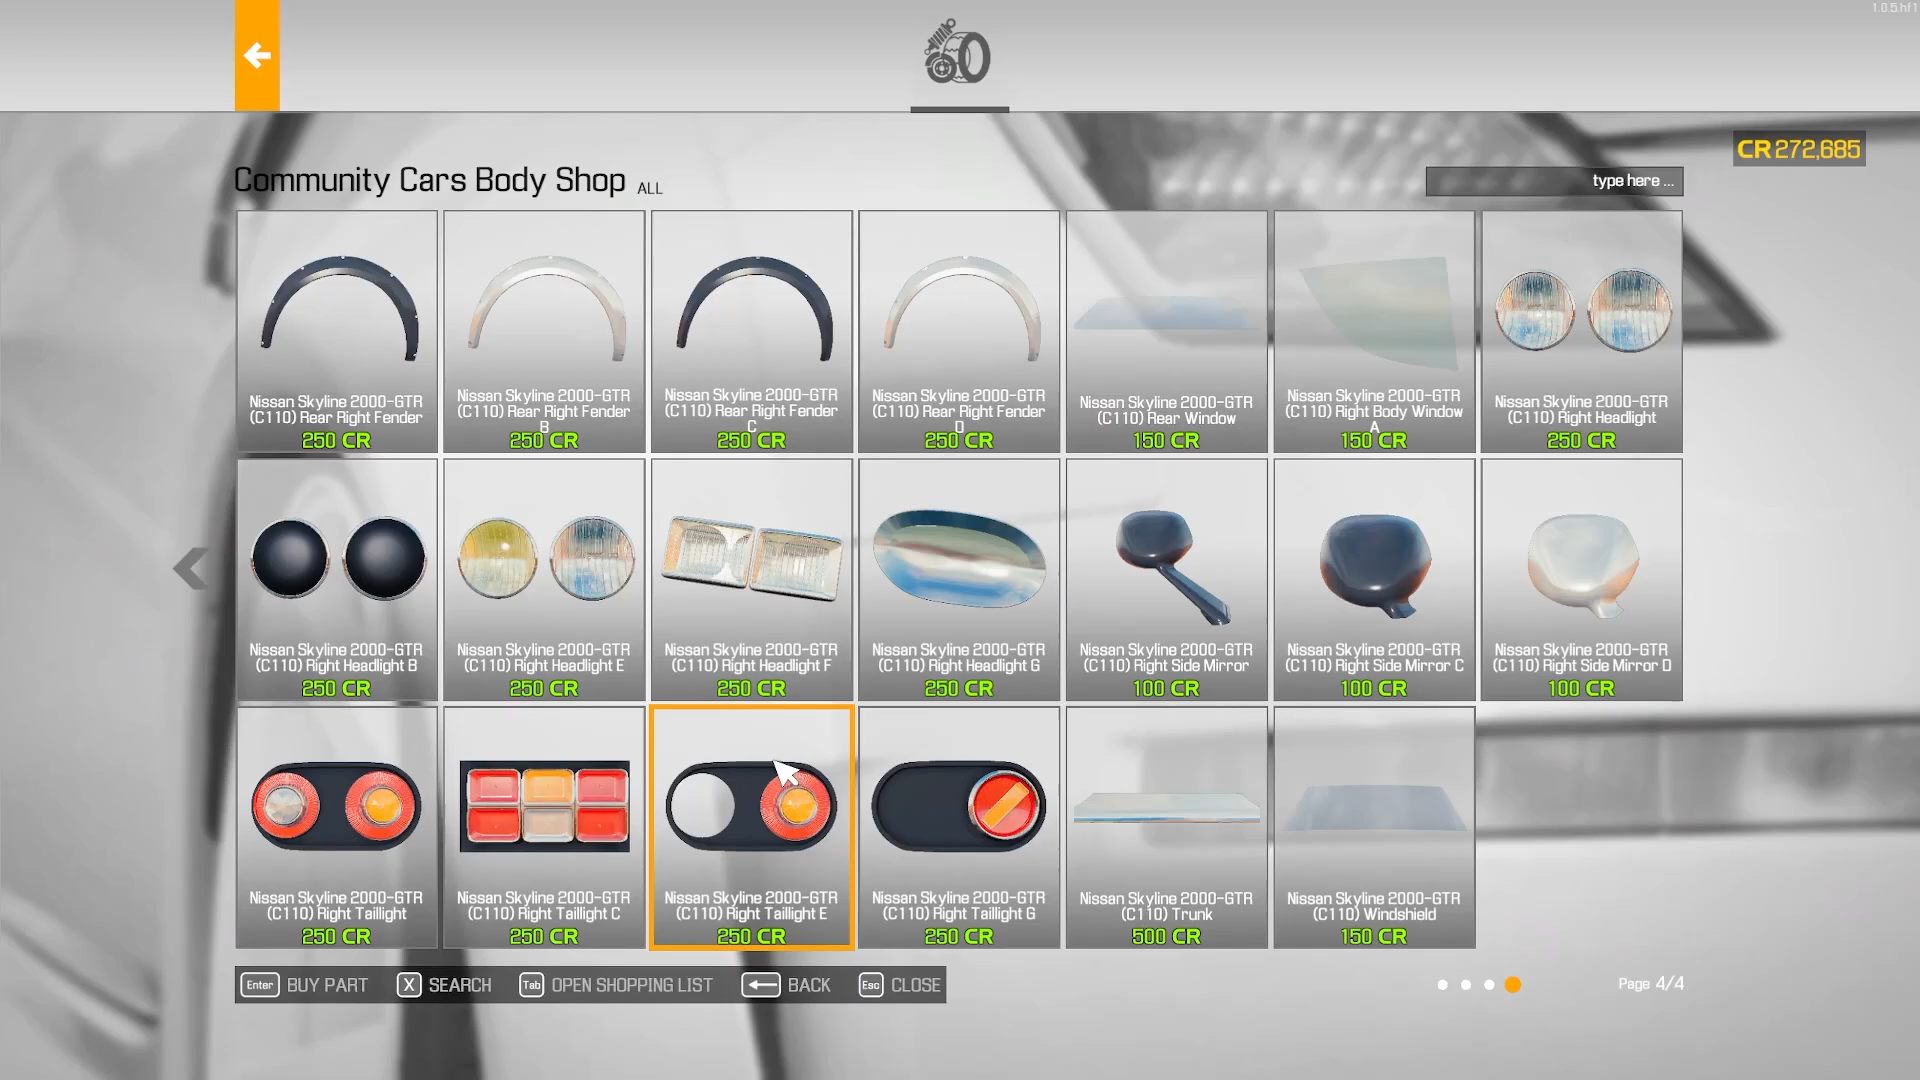 1.0.5.hf1
CR 272,685
Community Cars Body Shop ALL
type here ...
Nissan Skyline 2000-GTR
(C110) Rear Right Fender
250 CR
Nissan Skyline 2000-GTR
(C110) Rear Right Fender
B
250 CR
Nissan Skyline 2000-GTR
(C110) Rear Right Fender
C
250 CR
Nissan Skyline 2000-GTR
(C110) Rear Right Fender
D
250 CR
Nissan Skyline 2000-GTR
(C110) Rear Window
150 CR
Nissan Skyline 2000-GTR
(C110) Right Body Window
A
150 CR
Nissan Skyline 2000-GTR
(C110) Right Headlight
250 CR
Nissan Skyline 2000-GTR
(C110) Right Headlight B
250 CR
Nissan Skyline 2000-GTR
(C110) Right Headlight E
250 CR
Nissan Skyline 2000-GTR
(C110) Right Headlight F
250 CR
Nissan Skyline 2000-GTR
(C110) Right Headlight G
250 CR
Nissan Skyline 2000-GTR
(C110) Right Side Mirror
100 CR
Nissan Skyline 2000-GTR
(C110) Right Side Mirror C
100 CR
Nissan Skyline 2000-GTR
(C110) Right Side Mirror D
100 CR
Nissan Skyline 2000-GTR
(C110) Right Taillight
250 CR
Nissan Skyline 2000-GTR
(C110) Right Taillight C
250 CR
Nissan Skyline 2000-GTR
(C110) Right Taillight E
250 CR
Nissan Skyline 2000-GTR
(C110) Right Taillight G
250 CR
Nissan Skyline 2000-GTR
(C110) Trunk
500 CR
Nissan Skyline 2000-GTR
(C110) Windshield
150 CR
Enter BUY PART X SEARCH Tab OPEN SHOPPING LIST BACK Esc CLOSE
Page 4/4